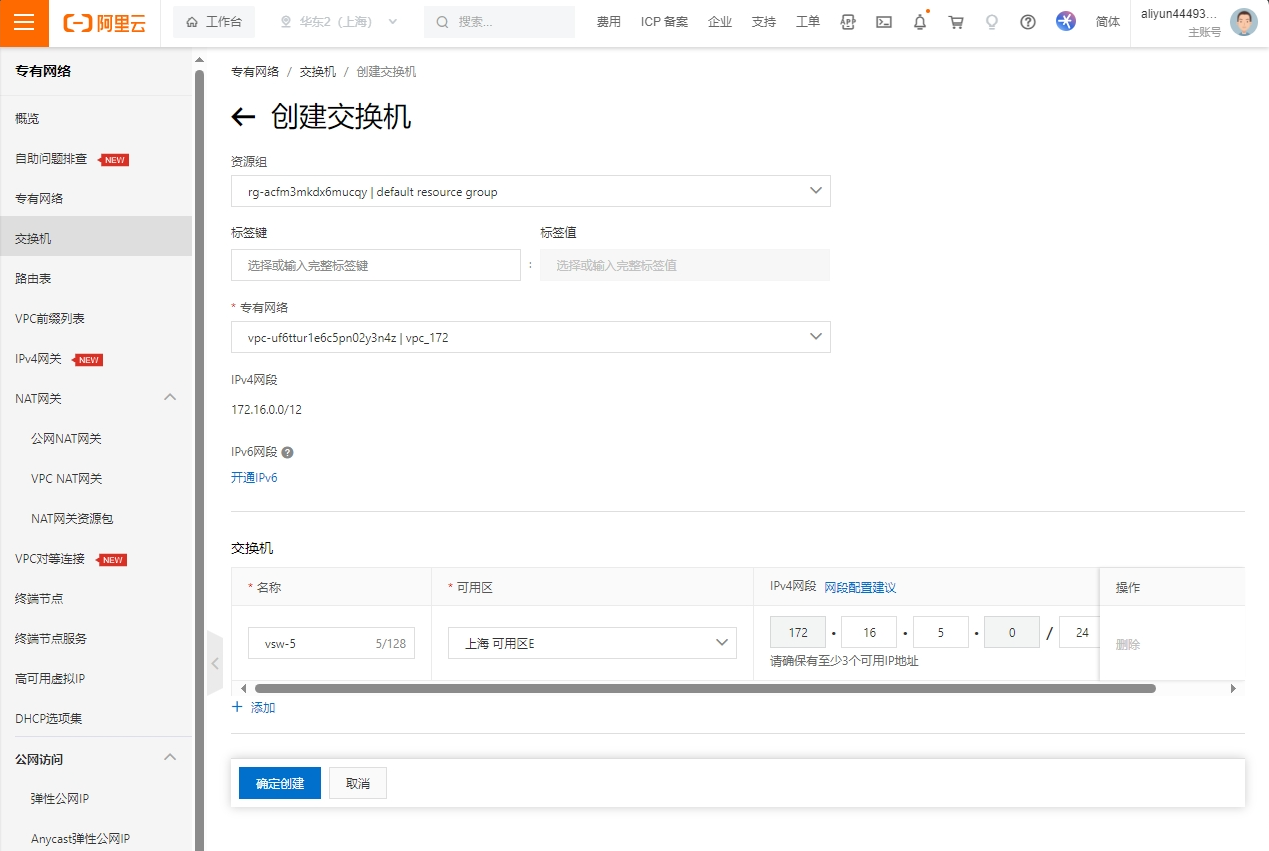 阿里云
工作台
华东2（上海）
搜索...
费用
ICP 备案
企业
支持
工单
简体
aliyun44493...
主账号
专有网络
概览
自助问题排查 NEW
专有网络
交换机
路由表
VPC前缀列表
IPv4网关 NEW
NAT网关
公网NAT网关
VPC NAT网关
NAT网关资源包
VPC对等连接 NEW
终端节点
终端节点服务
高可用虚拟IP
DHCP选项集
公网访问
弹性公网IP
Anycast弹性公网IP
专有网络 / 交换机 / 创建交换机
创建交换机
资源组
rg-acfm3mkdx6mucqy | default resource group
标签键 标签值
选择或输入完整标签键 : 选择或输入完整标签值
* 专有网络
vpc-uf6ttur1e6c5pn02y3n4z | vpc_172
IPv4网段
172.16.0.0/12
IPv6网段
开通IPv6
交换机
* 名称 * 可用区 IPv4网段 网段配置建议 操作
vsw-5 5/128 上海 可用区E 172 • 16 • 5 • 0 / 24 删除
请确保有至少3个可用IP地址
+ 添加
确定创建 取消